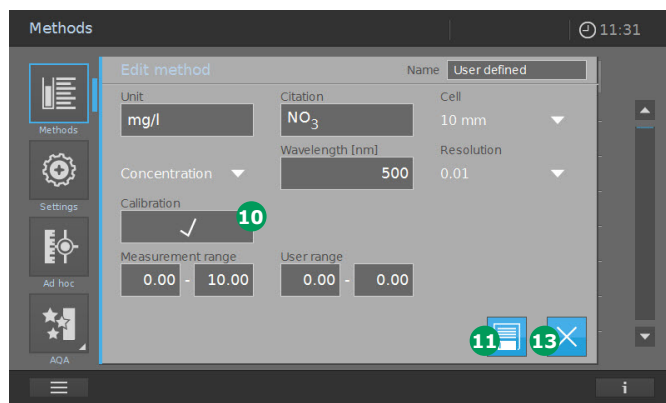 Methods
11:31
Edit method
Name User defined
Unit
Citation
Cell
mg/l
NO3
10 mm
Wavelength [nm]
Resolution
Concentration
500
0.01
Calibration
10
Measurement range
User range
0.00 - 10.00
0.00 - 0.00
11
13
Methods
Settings
Ad hoc
AQA
i